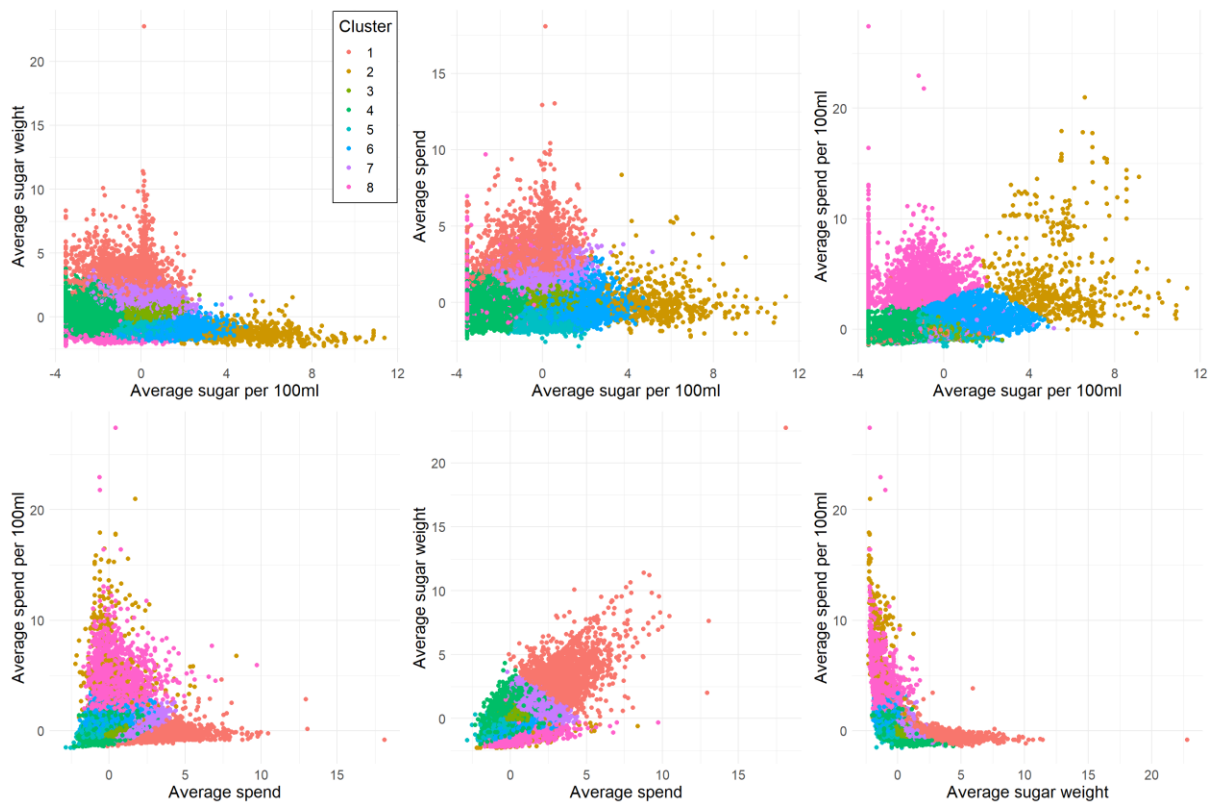 Cluster
1
2
3
4
5
6
7
8
Average sugar weight
20
15
10
5
0
-4 0 4 8 12
Average sugar per 100ml
Average spend
15
10
5
0
-4 0 4 8 12
Average sugar per 100ml
Average spend per 100ml
20
10
0
-4 0 4 8 12
Average sugar per 100ml
Average spend per 100ml
20
10
0
0 5 10 15
Average spend
Average sugar weight
20
15
10
5
0
0 5 10 15
Average spend
Average spend per 100ml
20
10
0
0 5 10 15 20
Average sugar weight